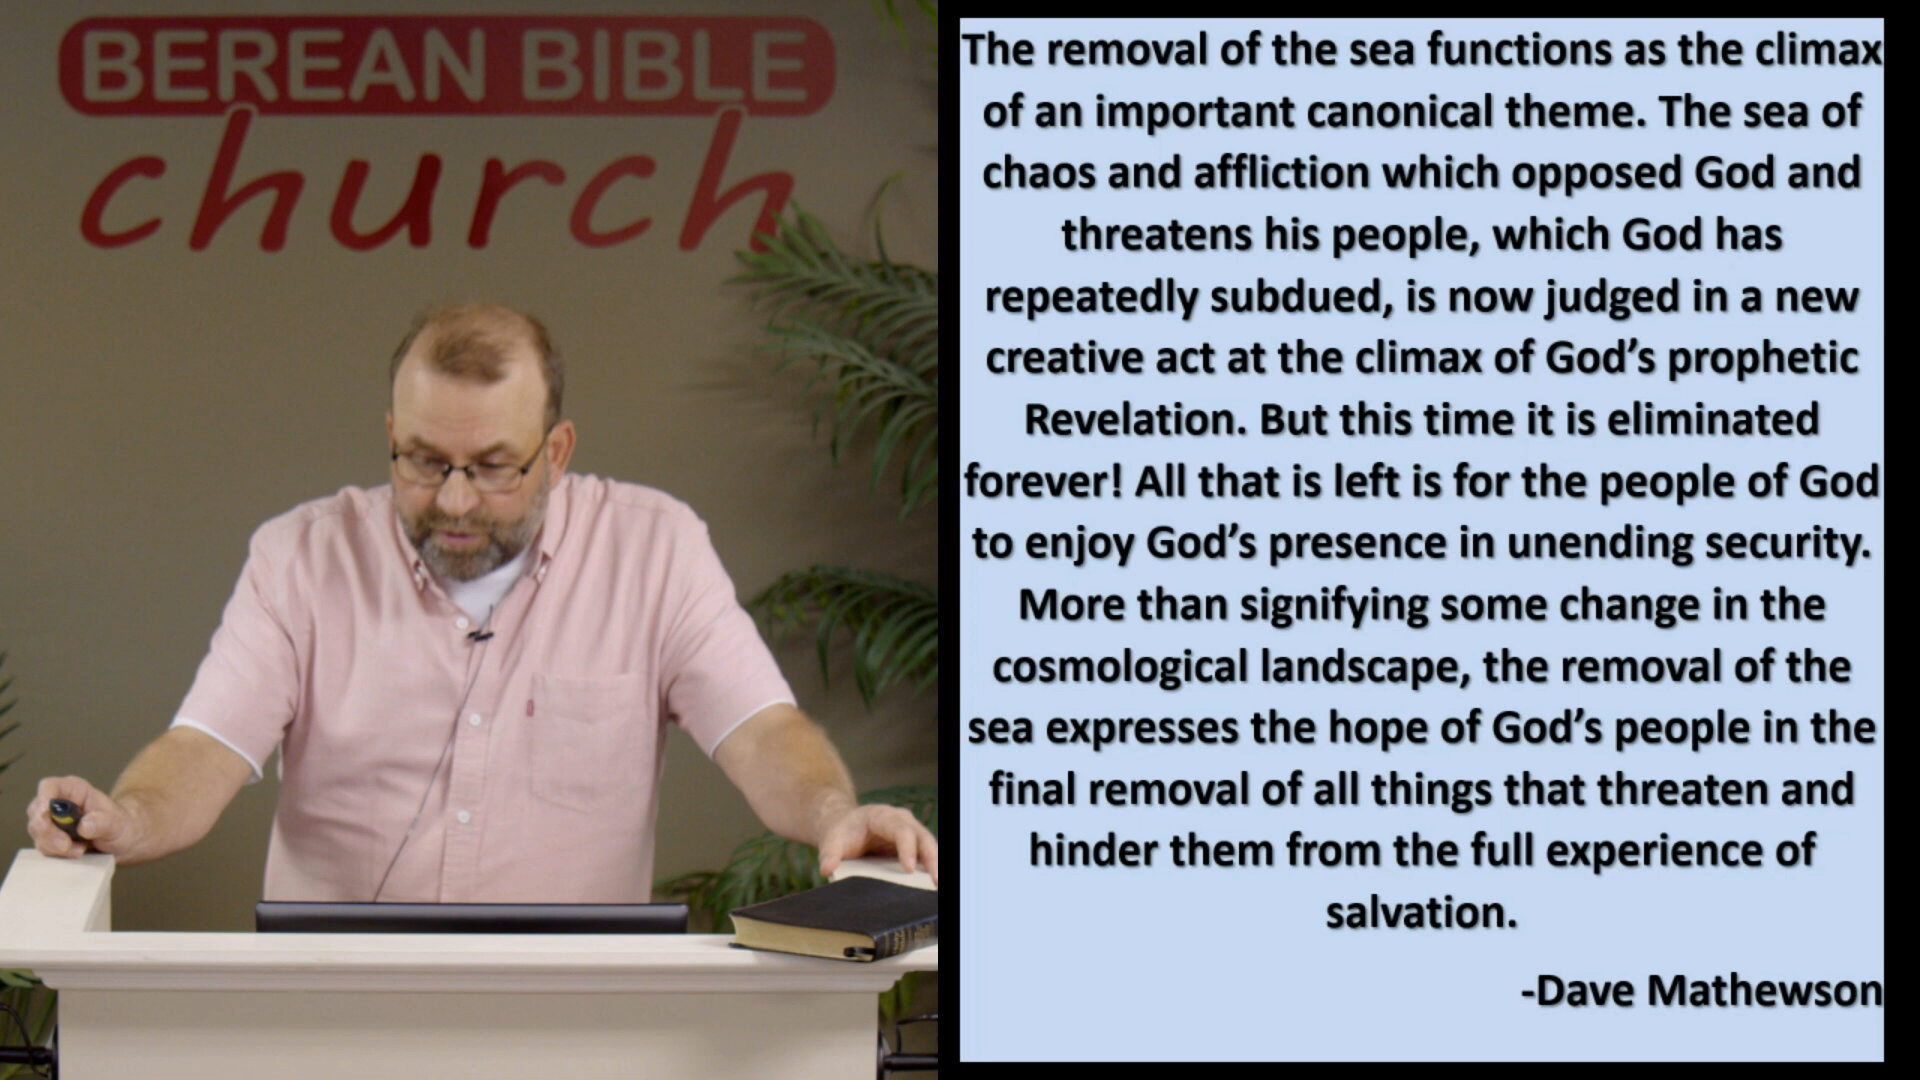 BEREAN BIBLE
church
The removal of the sea functions as the climax
of an important canonical theme. The sea of
chaos and affliction which opposed God and
threatens his people, which God has
repeatedly subdued, is now judged in a new
creative act at the climax of God’s prophetic
Revelation. But this time it is eliminated
forever! All that is left is for the people of God
to enjoy God’s presence in unending security.
More than signifying some change in the
cosmological landscape, the removal of the
sea expresses the hope of God’s people in the
final removal of all things that threaten and
hinder them from the full experience of
salvation.
-Dave Mathewson